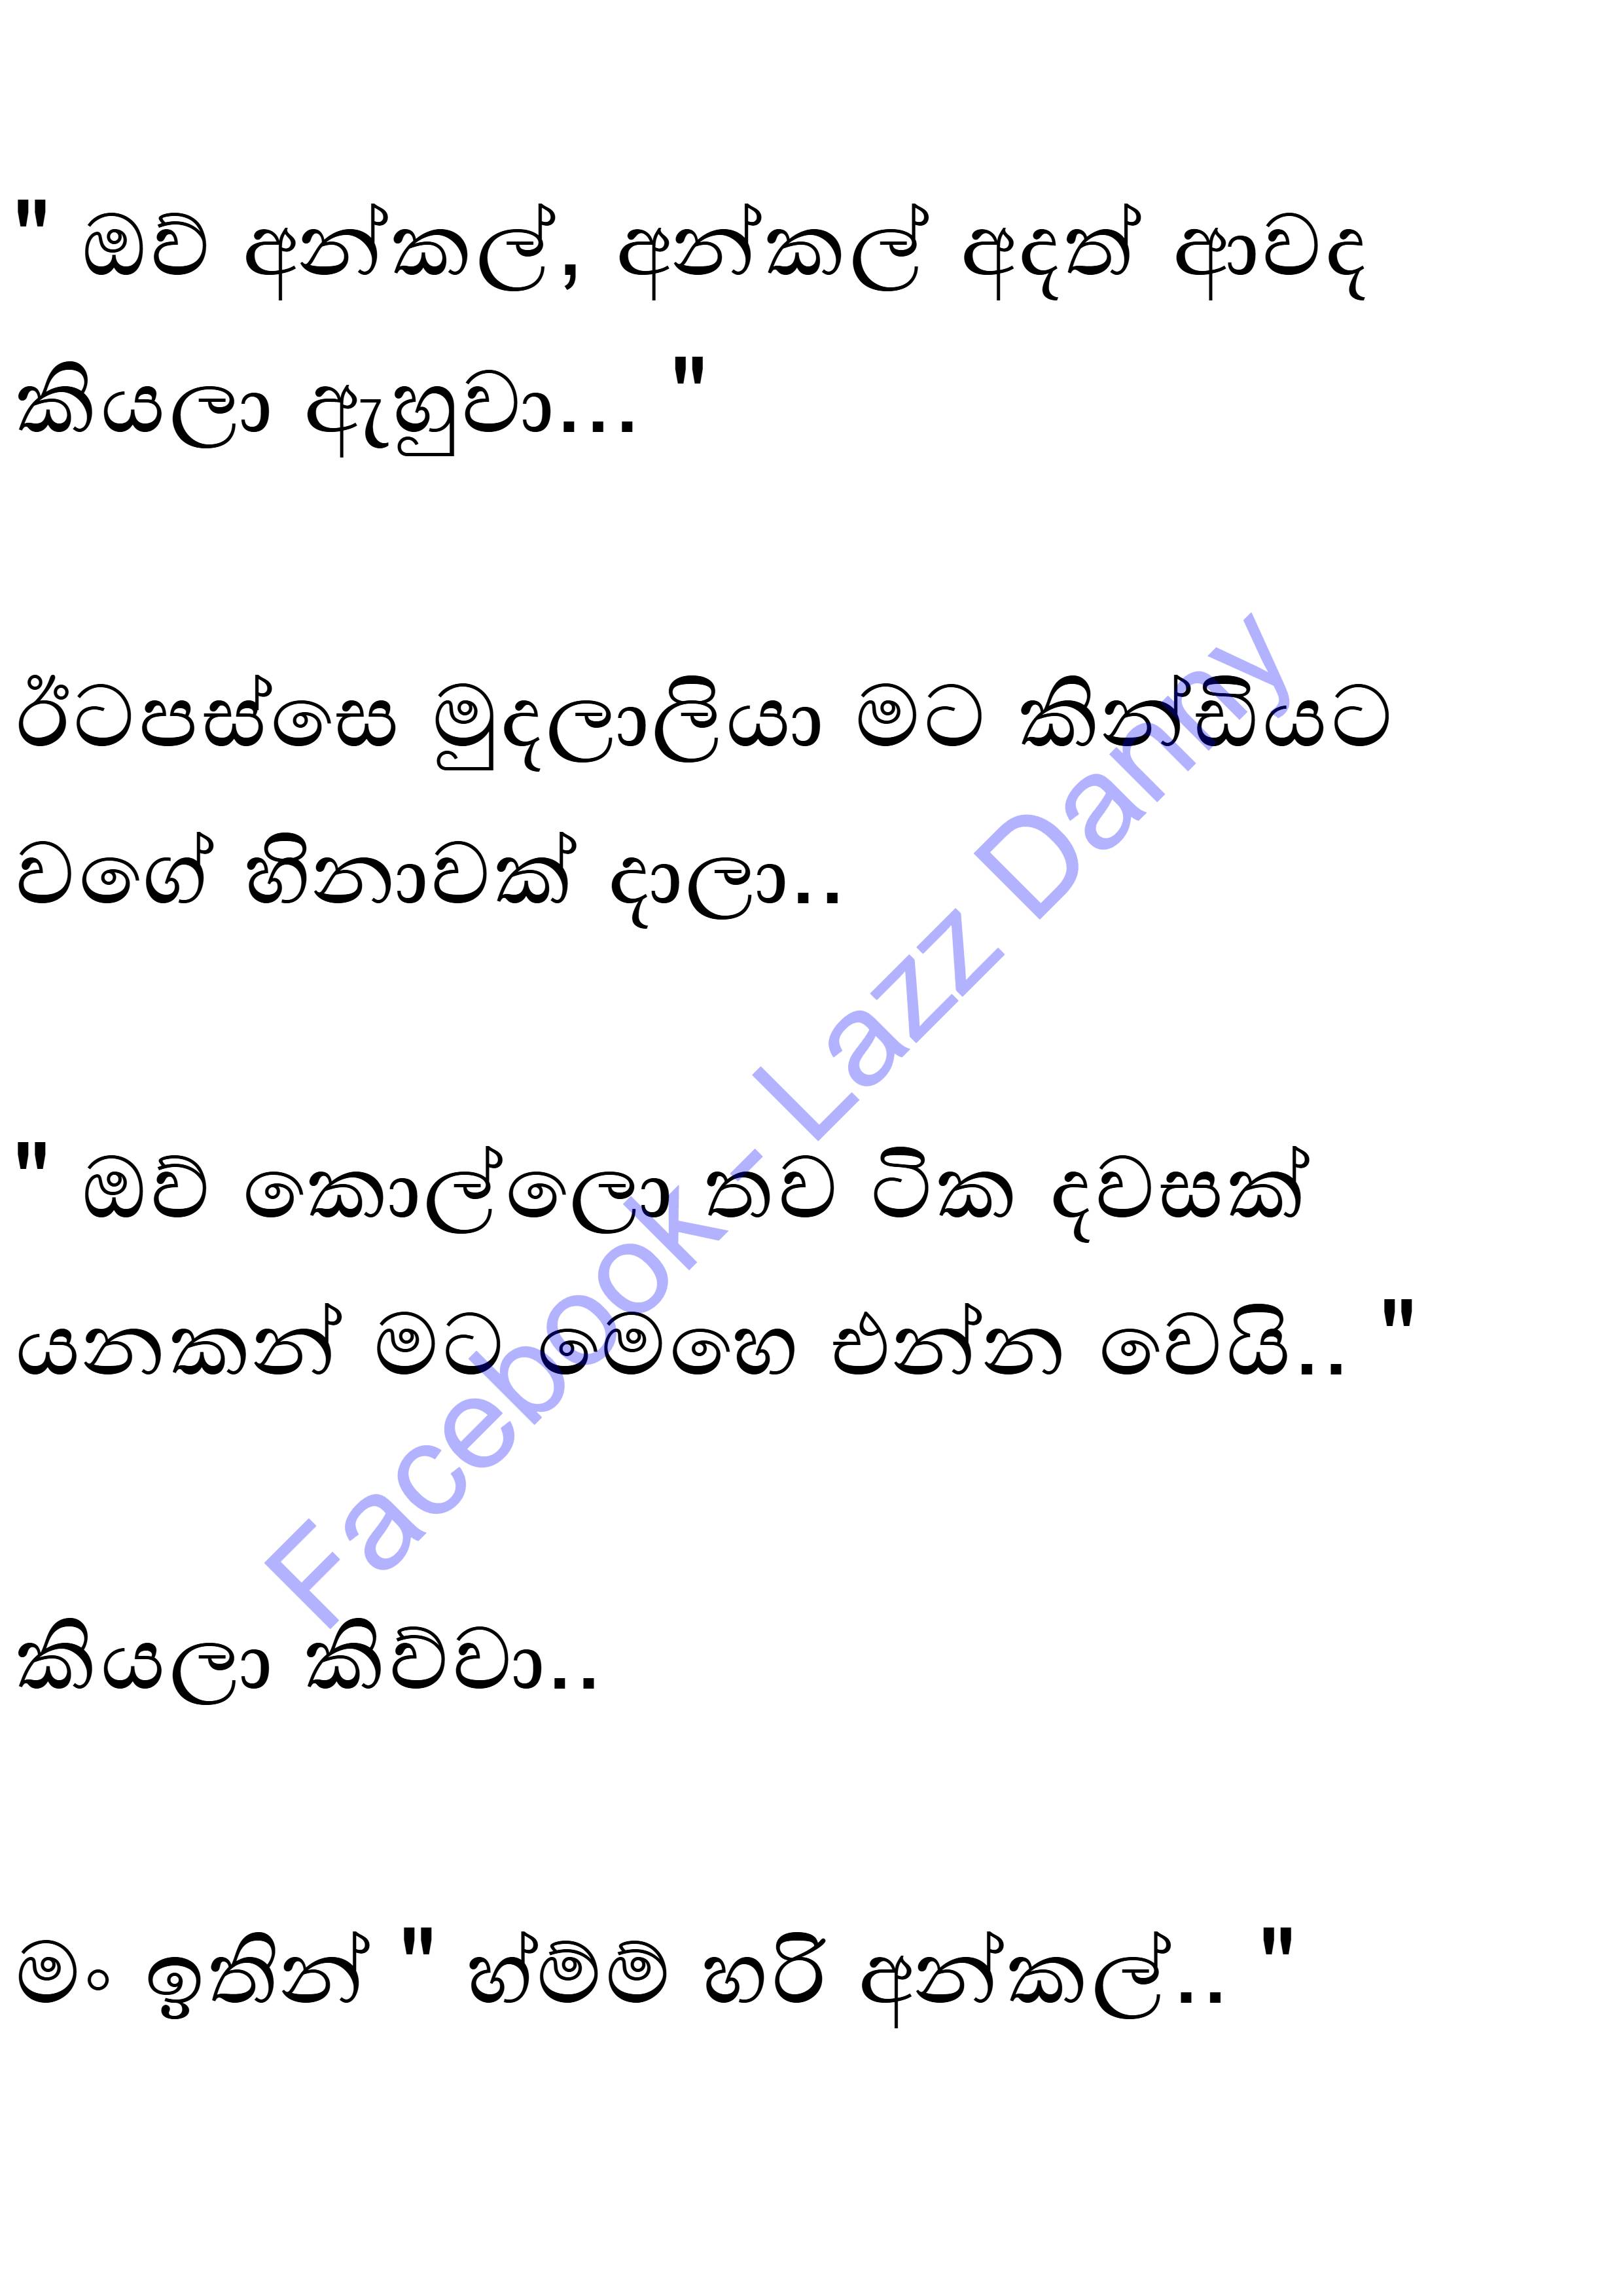 " ඔව් අන්කල්, අන්කල් අදත් ආවද
කියලා ඇහුවා... "
ඊටපස්සෙ මුදලාලියා මට කින්ඩියට
වගේ හිනාවක් දාලා..
" ඔව් කොල්ලො තව ටික දවසක්
යනකන් මට මෙහෙ එන්න වෙයි.. "
කියලා කිව්වා..
මං ඉතින් " හ්ම්ම් හරි අන්කල්.. "
Facebook - Lazz Danny